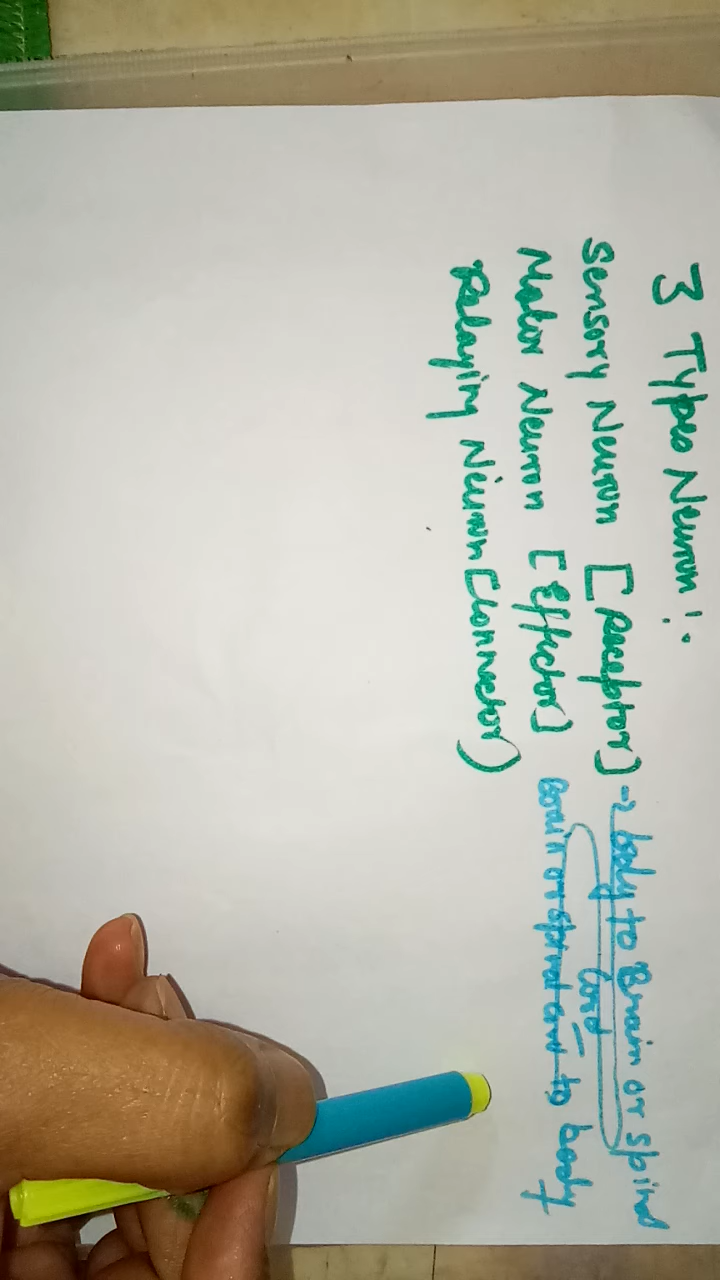 3 Types Neuron :
Sensory Neuron [receptor] → body to Brain or spinal
cord
Motor Neuron [Effector] Brain or spinal cord to body
Relaying Neuron [Connector)